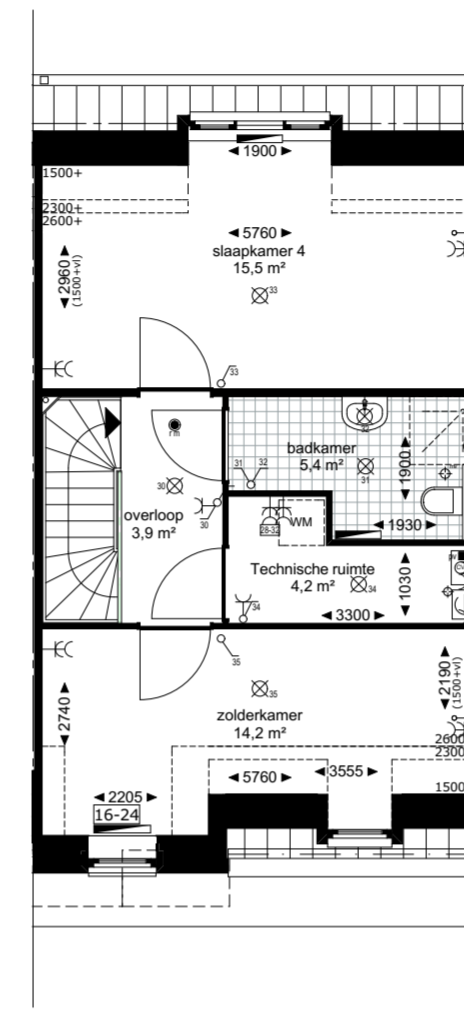 1900
1500+
2300+
2600+
5760
slaapkamer 4
15,5 m²
2960
(1500+vl)
33
33
rm
badkamer
5,4 m²
31
32
31
1900
1930
30
30
overloop
3,9 m²
28-32
WM
Technische ruimte
4,2 m²
34
34
1030
3300
35
35
zolderkamer
14,2 m²
2740
2190
(1500+vl)
2600
2300
1500
5760
3555
2205
16-24